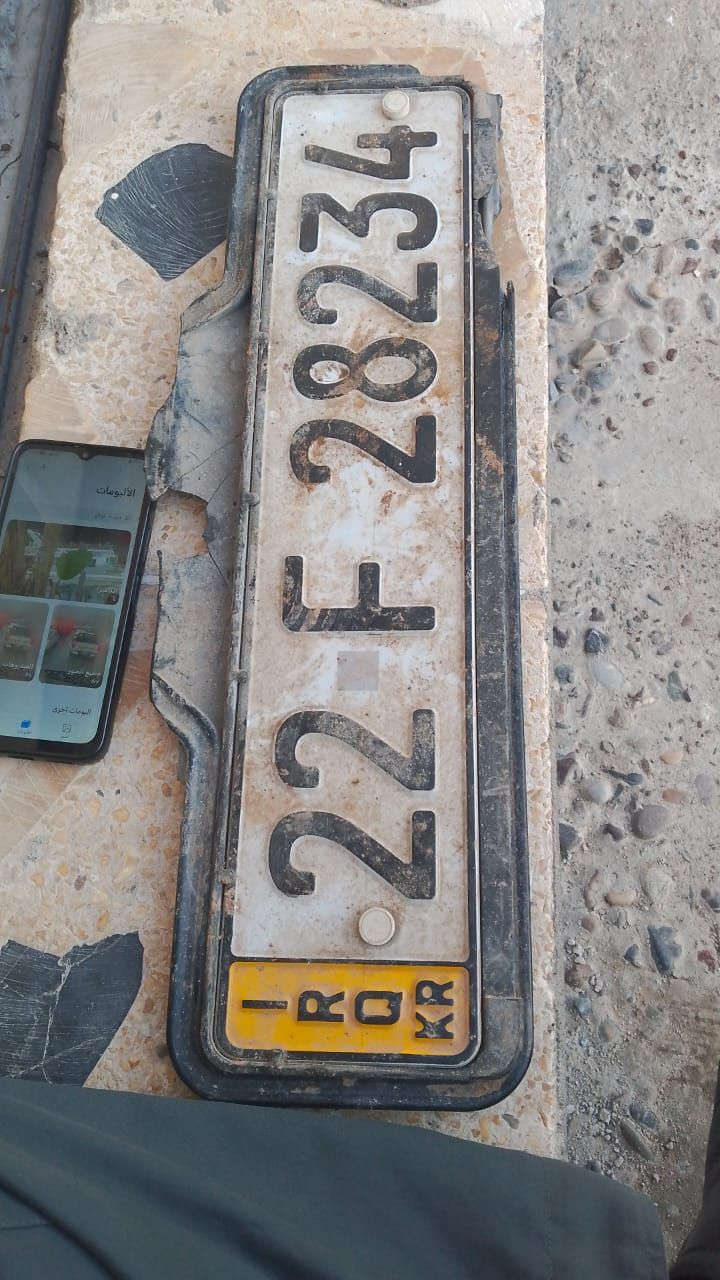 22 F 28234
IRQ
KR
الألبومات
ألبومات أخرى